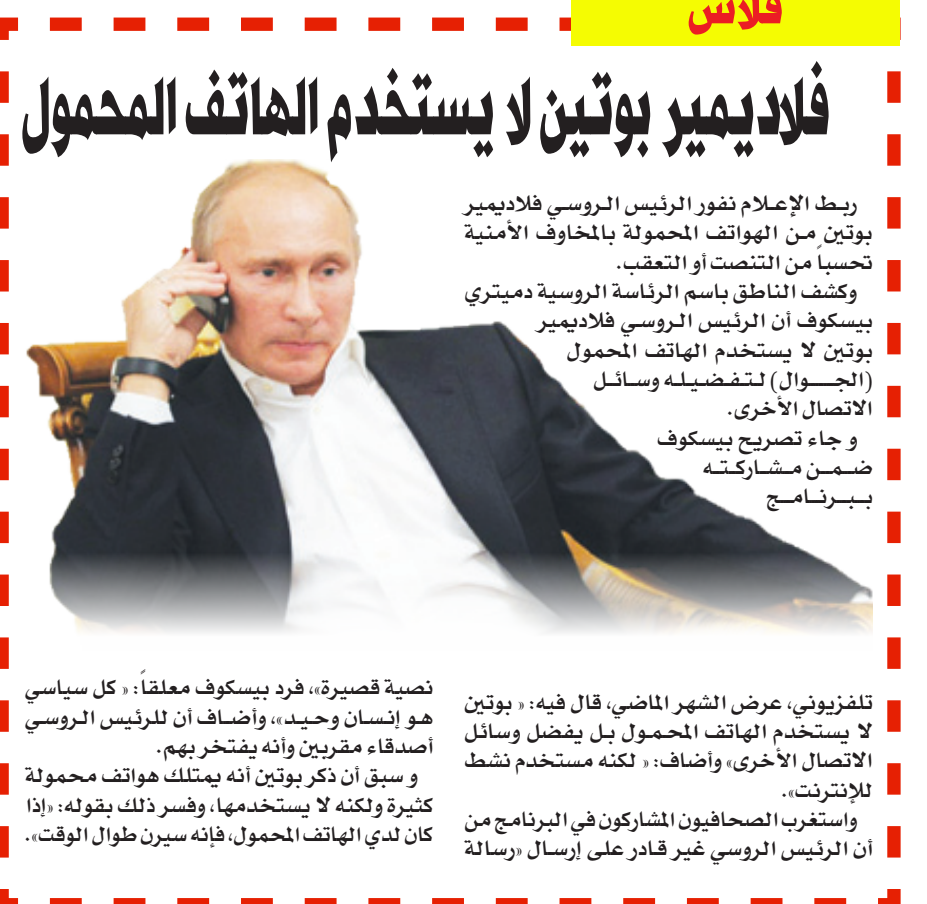 فلاش
فلاديمير بوتين لا يستخدم الهاتف المحمول
ربط الإعلام نفور الرئيس الروسي فلاديمير
بوتين من الهواتف المحمولة بالمخاوف الأمنية
تحسباً من التنصت أو التعقب.
وكشف الناطق باسم الرئاسة الروسية دميتري
بيسكوف أن الرئيس الروسي فلاديمير
بوتين لا يستخدم الهاتف المحمول
(الجوال) لتفضيله وسائل
الاتصال الأخرى.
و جاء تصريح بيسكوف
ضمن مشاركته
ببرنامج
تلفزيوني، عرض الشهر الماضي، قال فيه: « بوتين
لا يستخدم الهاتف المحمول بل يفضل وسائل
الاتصال الأخرى» وأضاف: « لكنه مستخدم نشط
للإنترنت».
واستغرب الصحافيون المشاركون في البرنامج من
أن الرئيس الروسي غير قادر على إرسال «رسالة
نصية قصيرة»، فرد بيسكوف معلقاً: « كل سياسي
هو إنسان وحيد»، وأضاف أن للرئيس الروسي
أصدقاء مقربين وأنه يفتخر بهم.
و سبق أن ذكر بوتين أنه يمتلك هواتف محمولة
كثيرة ولكنه لا يستخدمها، وفسر ذلك بقوله: «إذا
كان لدي الهاتف المحمول، فإنه سيرن طوال الوقت».